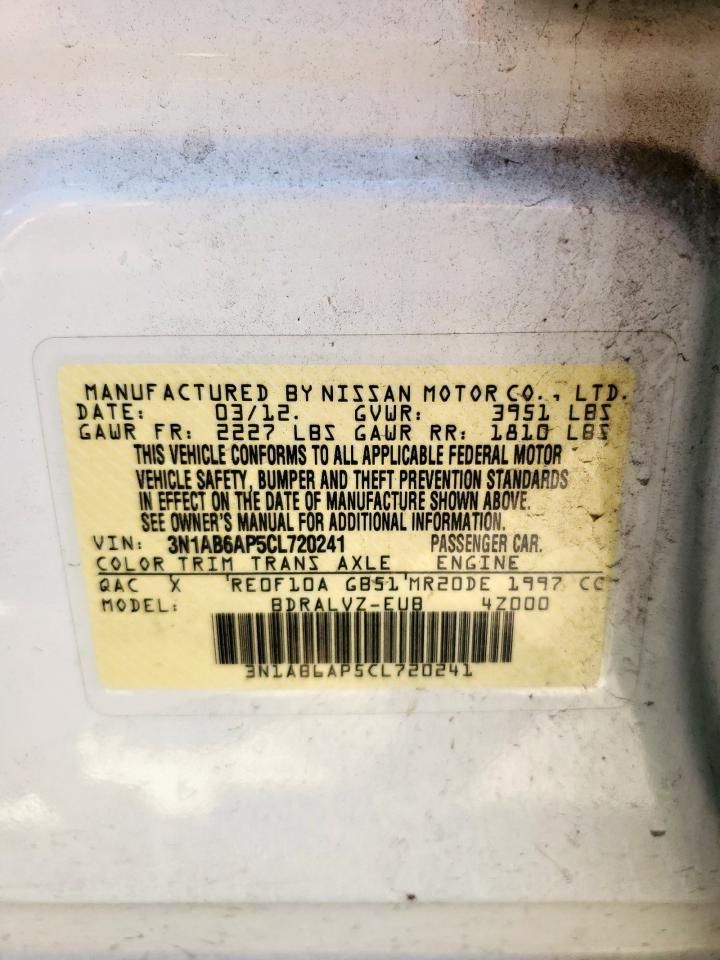 MANUFACTURED BY NISSAN MOTOR CO., LTD.
DATE: 03/12. GVWR: 3951 LBS
GAWR FR: 2227 LBS GAWR RR: 1810 LBS
THIS VEHICLE CONFORMS TO ALL APPLICABLE FEDERAL MOTOR
VEHICLE SAFETY, BUMPER AND THEFT PREVENTION STANDARDS
IN EFFECT ON THE DATE OF MANUFACTURE SHOWN ABOVE.
SEE OWNER'S MANUAL FOR ADDITIONAL INFORMATION.
VIN: 3N1AB6AP5CL720241 PASSENGER CAR.
COLOR TRIM TRANS AXLE ENGINE
QAC X 'RE0F10A GB51'MR20DE 1997 CC
MODEL: BDRALVZ-EUB 4Z000
3N1AB6AP5CL720241